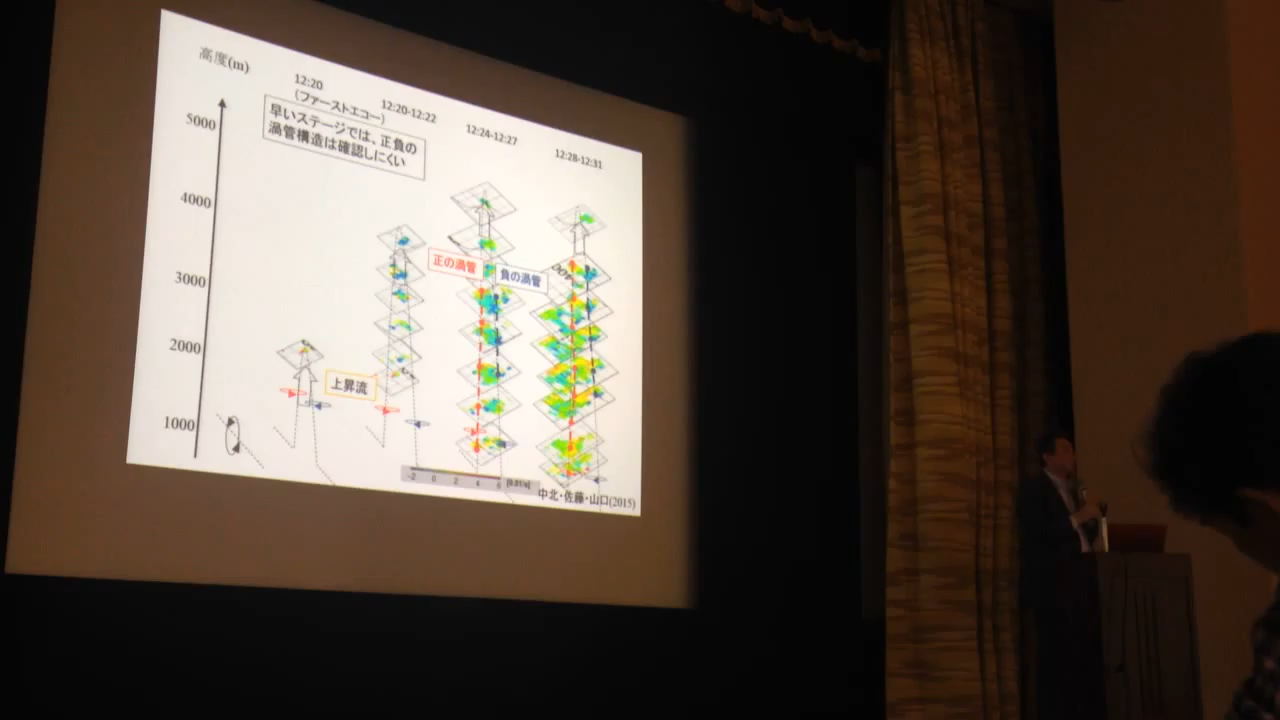 高度(m)
12:20
(ファーストエコー)
12:20-12:22
12:24-12:27
12:28-12:31
早いステージでは、正負の
渦管構造は確認しにくい
5000
4000
3000
2000
1000
正の渦管
負の渦管
上昇流
-2 0 2 4 6 [0.01/s]
中北・佐藤・山口(2015)